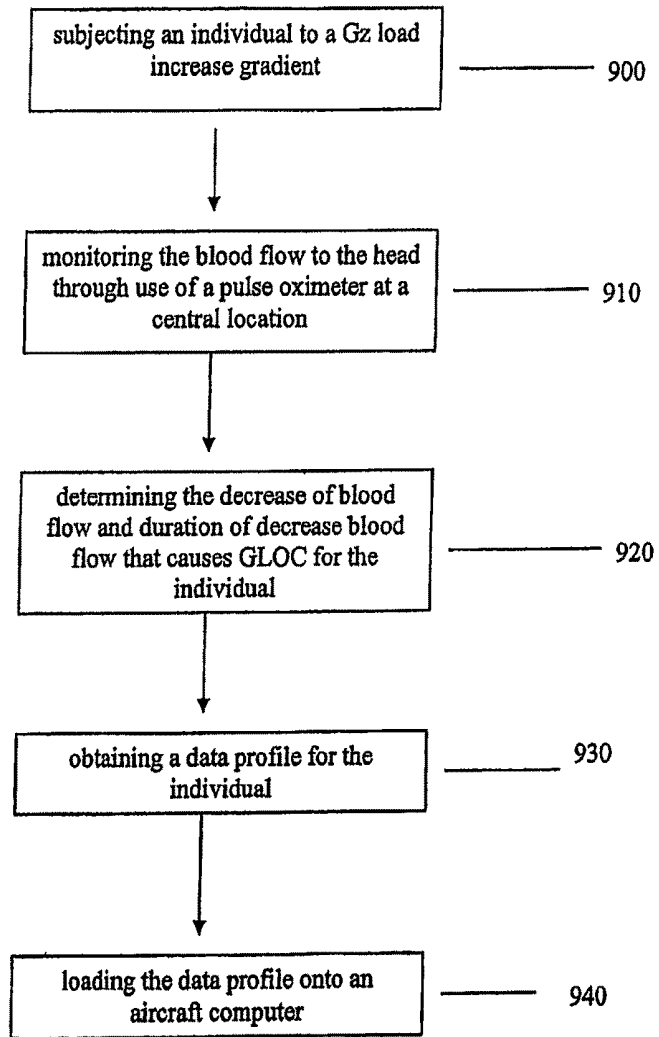 subjecting an individual to a Gz load
increase gradient
900
monitoring the blood flow to the head
through use of a pulse oximeter at a
central location
910
determining the decrease of blood
flow and duration of decrease blood
flow that causes GLOC for the
individual
920
obtaining a data profile for the
individual
930
loading the data profile onto an
aircraft computer
940